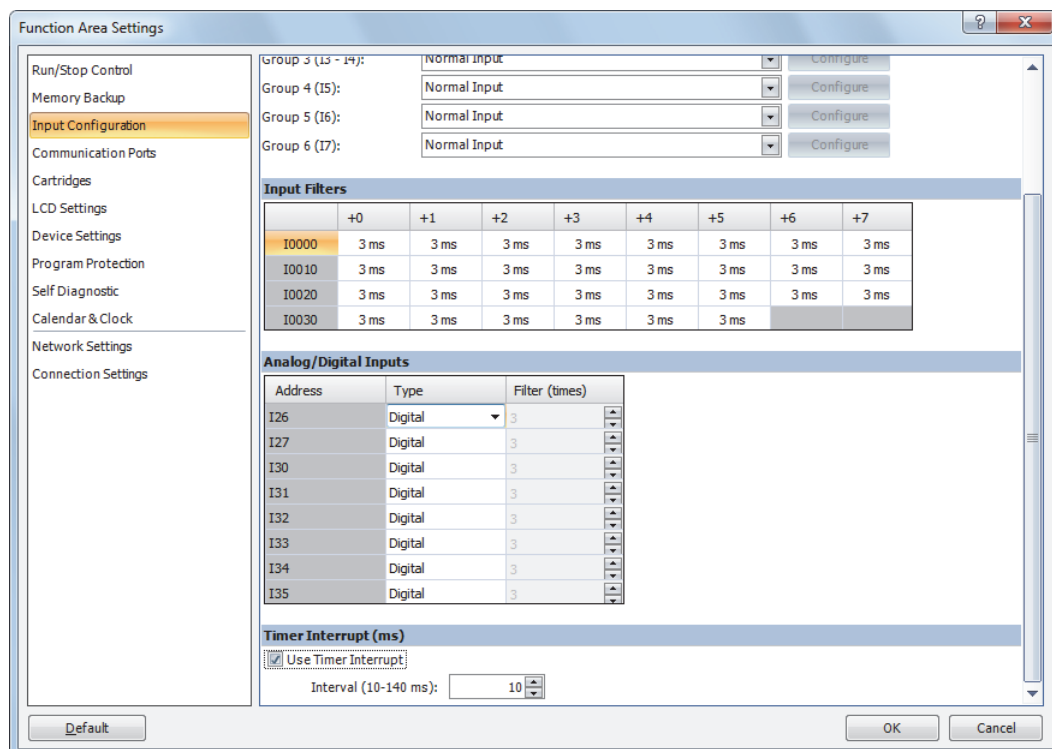 Function Area Settings
Run/Stop Control
Memory Backup
Input Configuration
Communication Ports
Cartridges
LCD Settings
Device Settings
Program Protection
Self Diagnostic
Calendar & Clock
Network Settings
Connection Settings
Group 3 (I3 - I4): Normal Input Configure
Group 4 (I5): Normal Input Configure
Group 5 (I6): Normal Input Configure
Group 6 (I7): Normal Input Configure
Input Filters
+0 +1 +2 +3 +4 +5 +6 +7
I0000 3 ms 3 ms 3 ms 3 ms 3 ms 3 ms 3 ms 3 ms
I0010 3 ms 3 ms 3 ms 3 ms 3 ms 3 ms 3 ms 3 ms
I0020 3 ms 3 ms 3 ms 3 ms 3 ms 3 ms 3 ms 3 ms
I0030 3 ms 3 ms 3 ms 3 ms 3 ms 3 ms
Analog/Digital Inputs
Address Type Filter (times)
I26 Digital 3
I27 Digital 3
I30 Digital 3
I31 Digital 3
I32 Digital 3
I33 Digital 3
I34 Digital 3
I35 Digital 3
Timer Interrupt (ms)
Use Timer Interrupt
Interval (10-140 ms): 10
Default OK Cancel